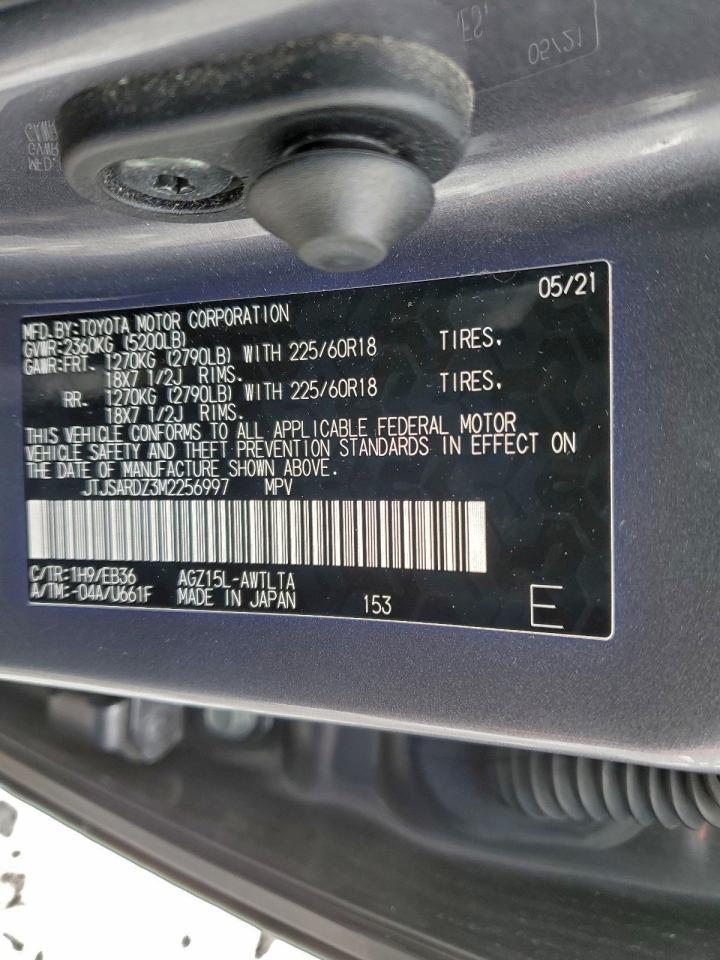 05/21
MFD.BY:TOYOTA MOTOR CORPORATION
GVWR:2360KG (5200LB)
GAWR:FRT. 1270KG (2790LB) WITH 225/60R18 TIRES,
18X7 1/2J RIMS.
RR. 1270KG (2790LB) WITH 225/60R18 TIRES,
18X7 1/2J RIMS.
THIS VEHICLE CONFORMS TO ALL APPLICABLE FEDERAL MOTOR
VEHICLE SAFETY AND THEFT PREVENTION STANDARDS IN EFFECT ON
THE DATE OF MANUFACTURE SHOWN ABOVE.
JTJSARDZ3M2256997 MPV
C/TR:1H9/EB36 AGZ15L-AWTLTA
A/TM:-04A/U661F MADE IN JAPAN 153 E